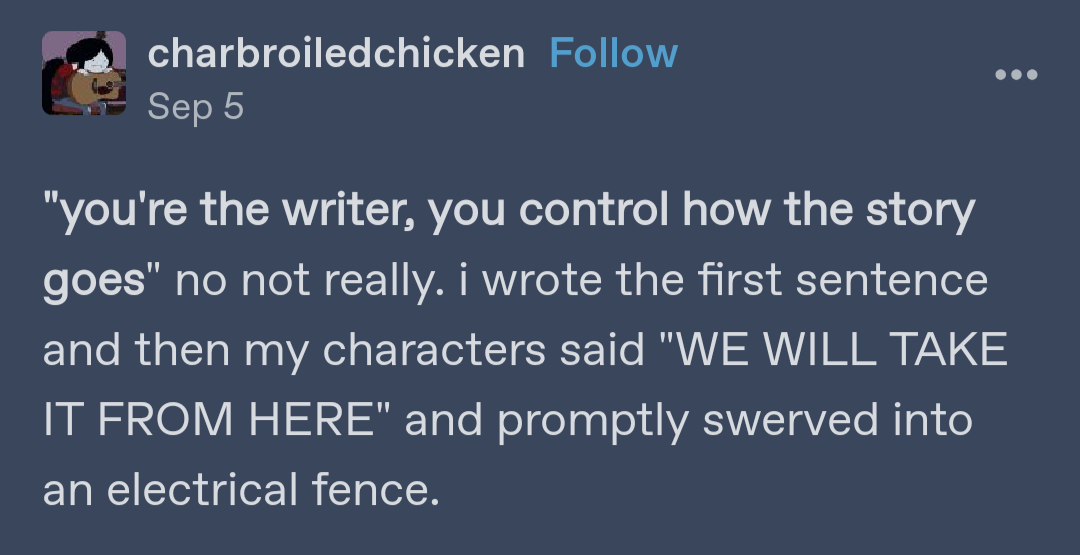 charbroiledchicken Follow
Sep 5
"you're the writer, you control how the story
goes" no not really. i wrote the first sentence
and then my characters said "WE WILL TAKE
IT FROM HERE" and promptly swerved into
an electrical fence.